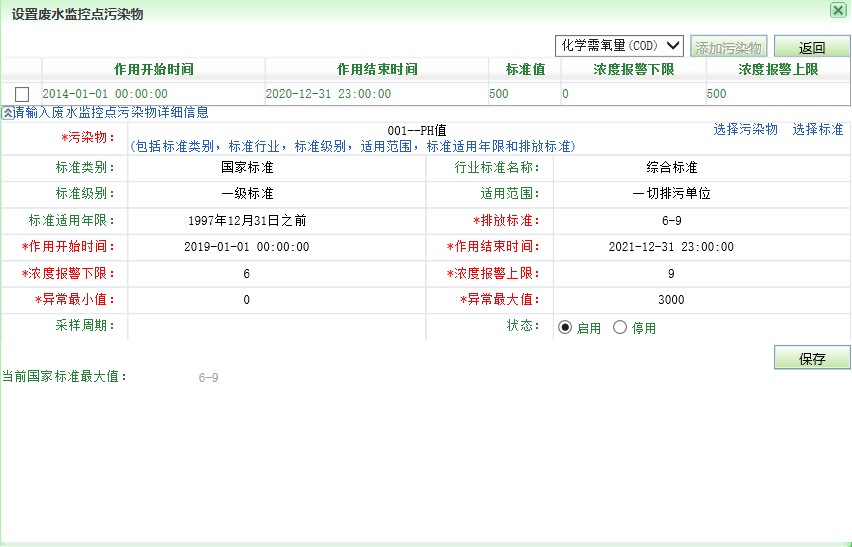 设置废水监控点污染物
化学需氧量(COD) 添加污染物 返回
作用开始时间 作用结束时间 标准值 浓度报警下限 浓度报警上限
2014-01-01 00:00:00 2020-12-31 23:00:00 500 0 500
请输入废水监控点污染物详细信息
*污染物： 001--PH值 选择污染物 选择标准
(包括标准类别，标准行业，标准级别，适用范围，标准适用年限和排放标准)
标准类别： 国家标准 行业标准名称： 综合标准
标准级别： 一级标准 适用范围： 一切排污单位
标准适用年限： 1997年12月31日之前 *排放标准： 6-9
*作用开始时间： 2019-01-01 00:00:00 *作用结束时间： 2021-12-31 23:00:00
*浓度报警下限： 6 *浓度报警上限： 9
*异常最小值： 0 *异常最大值： 3000
采样周期： 状态： 启用 停用
保存
当前国家标准最大值： 6-9